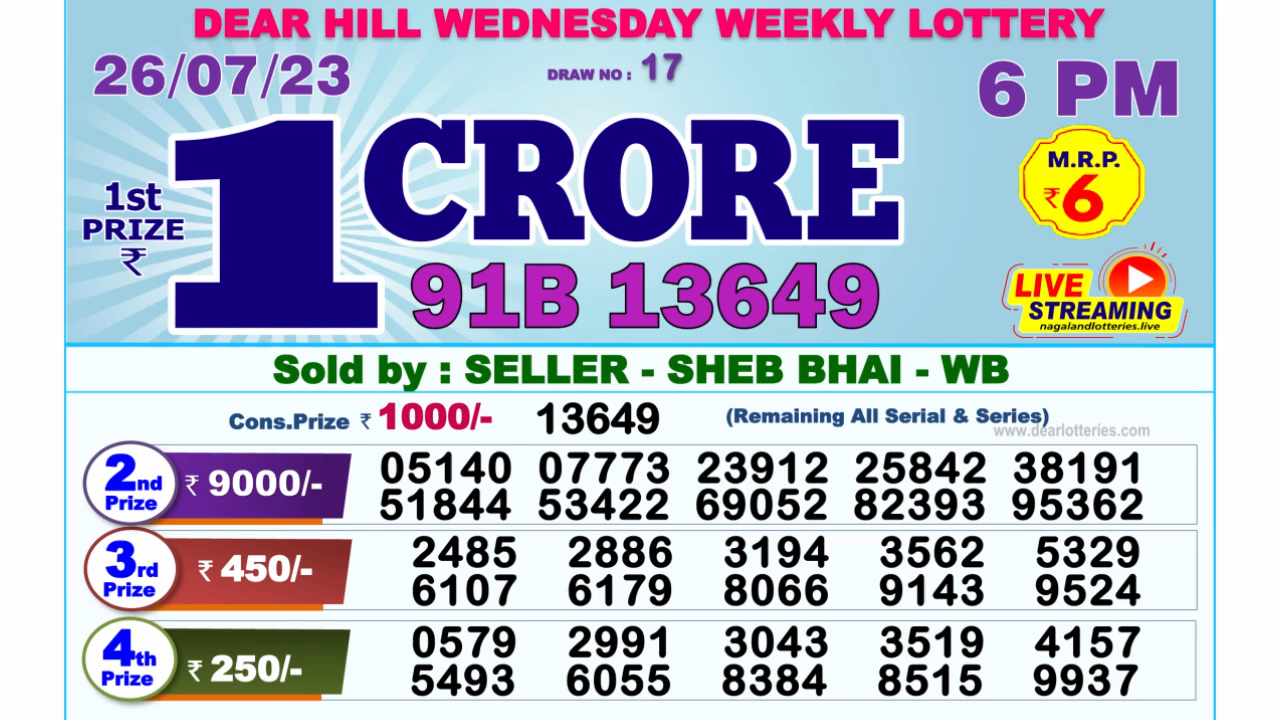 DEAR HILL WEDNESDAY WEEKLY LOTTERY
26/07/23
DRAW NO : 17
6 PM
1st
PRIZE
₹
1 CRORE
91B 13649
M.R.P.
₹6
LIVE
STREAMING
nagalandlotteries.live
Sold by : SELLER - SHEB BHAI - WB
Cons.Prize ₹ 1000/- 13649 (Remaining All Serial & Series)
www.dearlotteries.com
2nd Prize ₹ 9000/-
05140 07773 23912 25842 38191
51844 53422 69052 82393 95362
3rd Prize ₹ 450/-
2485 2886 3194 3562 5329
6107 6179 8066 9143 9524
4th Prize ₹ 250/-
0579 2991 3043 3519 4157
5493 6055 8384 8515 9937